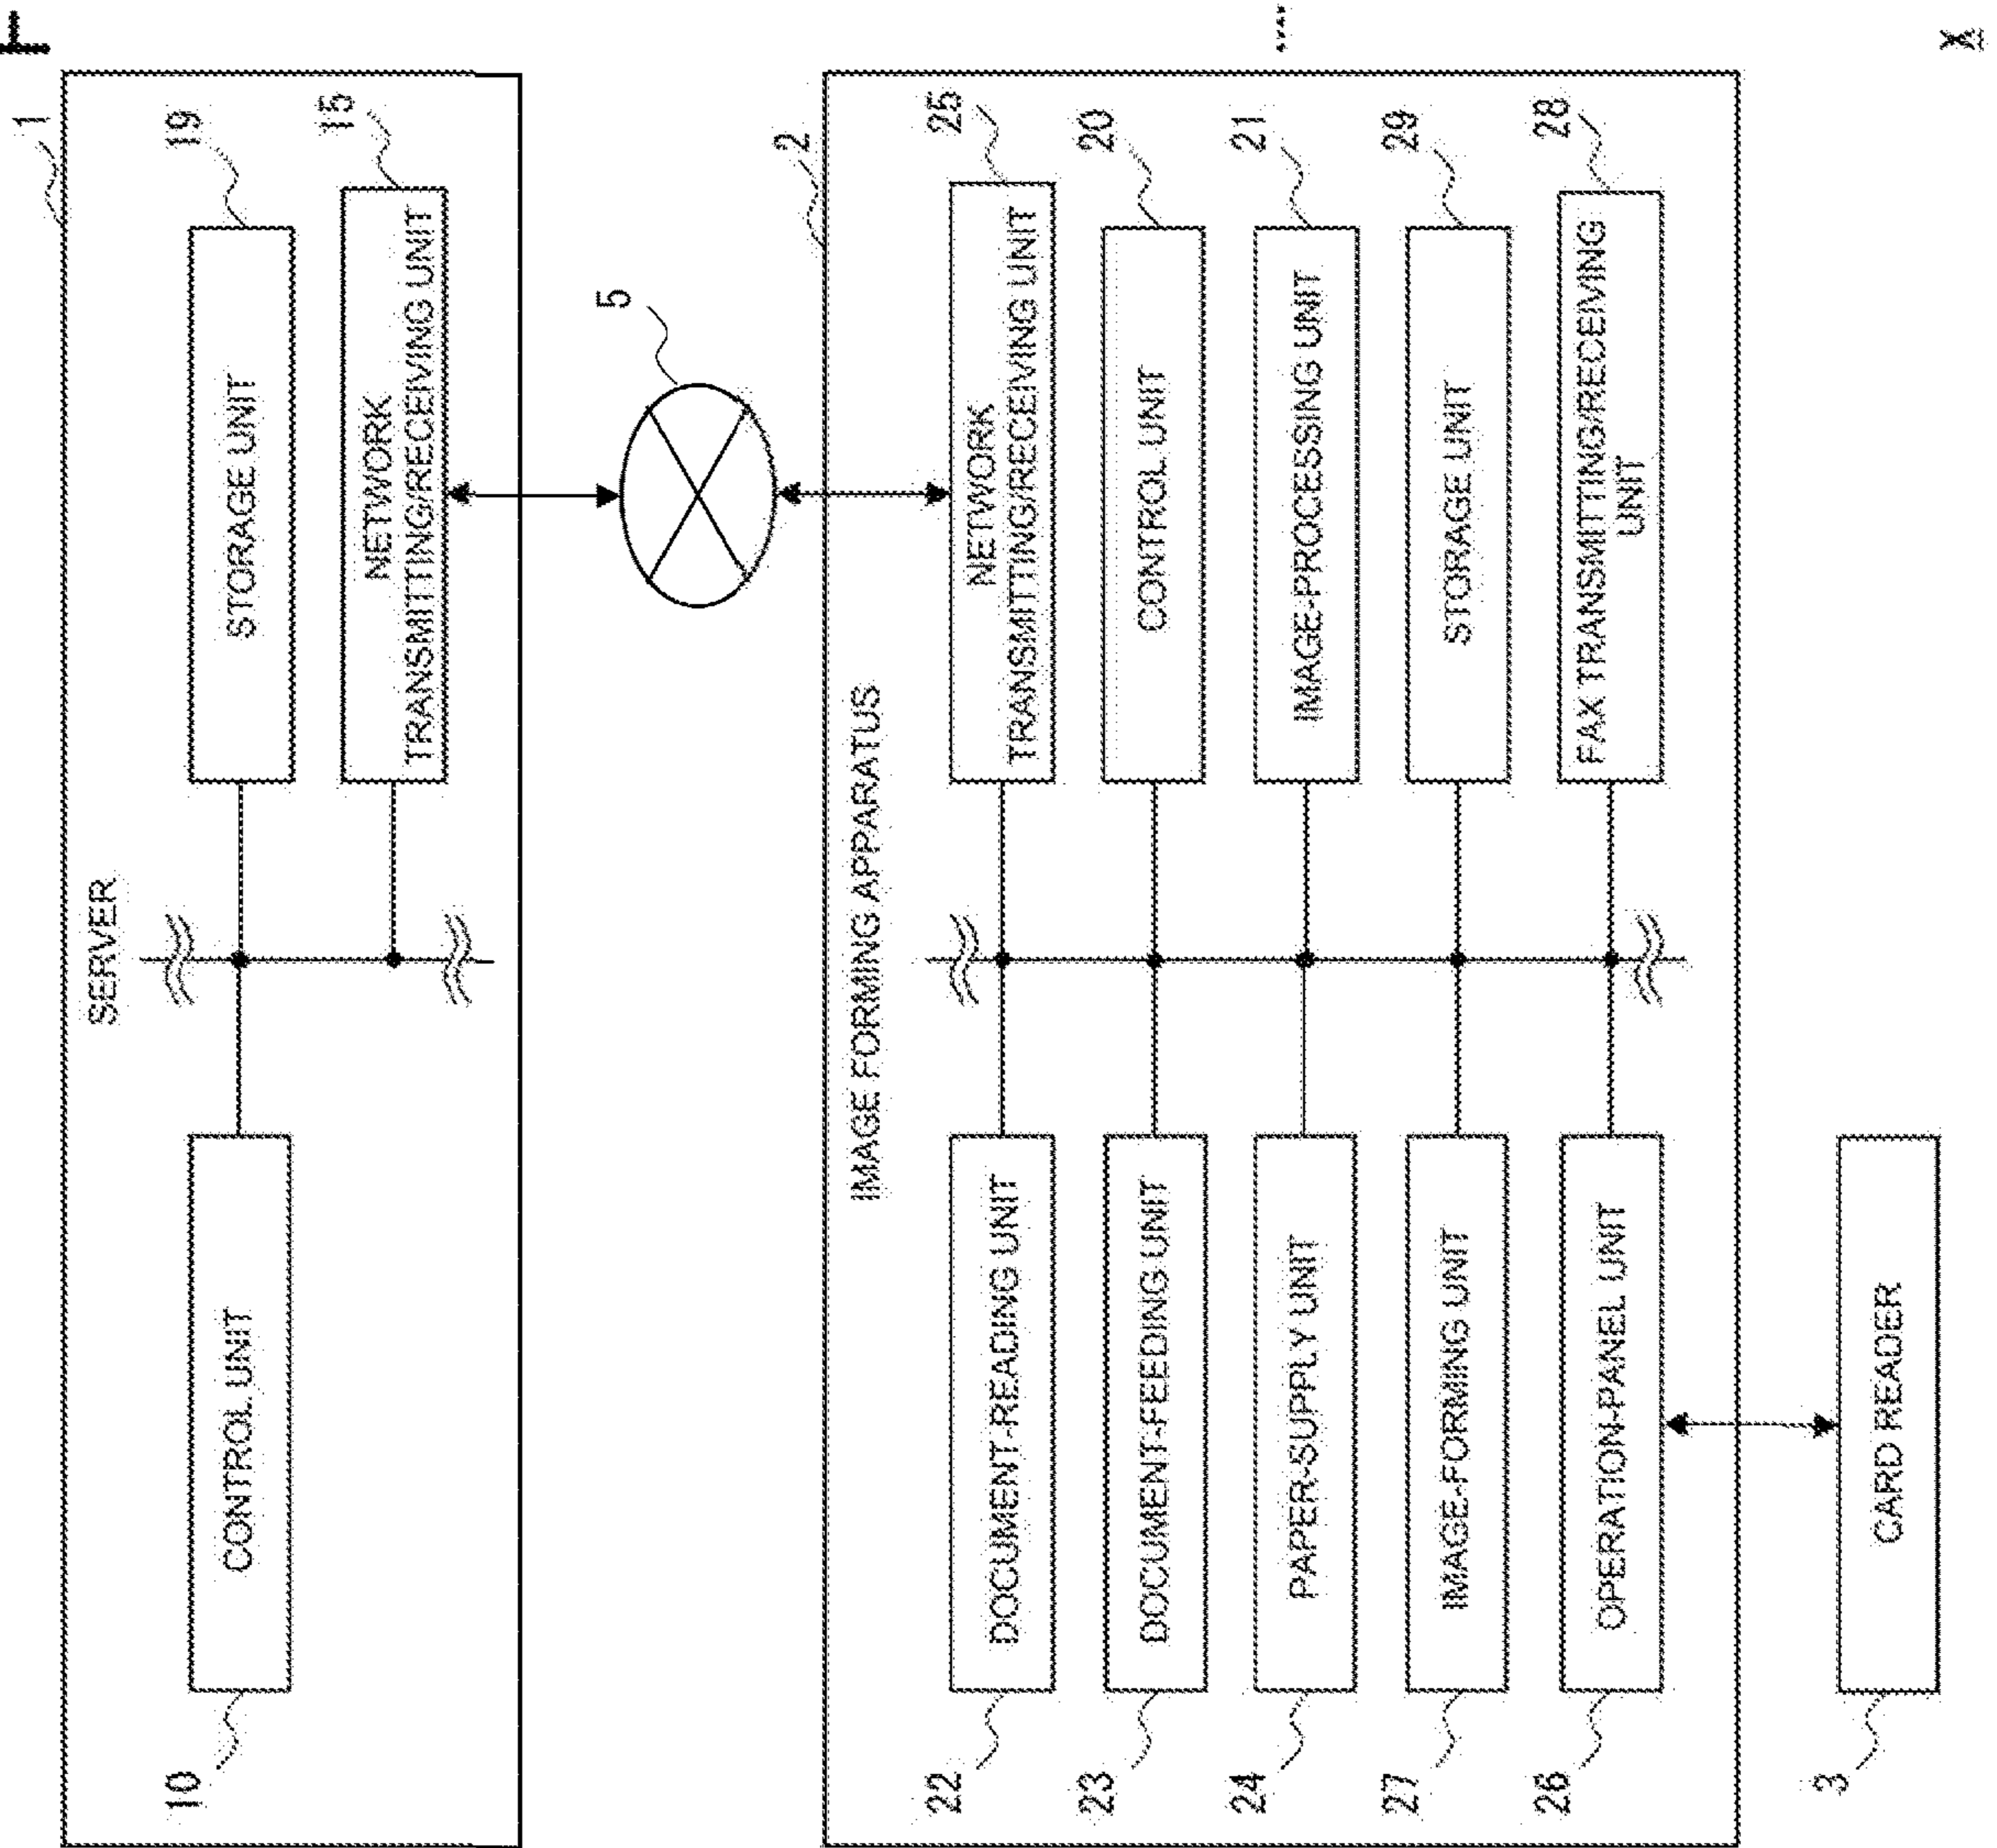 X
1
SERVER
10
CONTROL UNIT
STORAGE UNIT
19
NETWORK
TRANSMITTING/RECEIVING UNIT
15
5
2
IMAGE FORMING APPARATUS
22
DOCUMENT-READING UNIT
NETWORK
TRANSMITTING/RECEIVING UNIT
25
23
DOCUMENT-FEEDING UNIT
CONTROL UNIT
20
24
PAPER-SUPPLY UNIT
IMAGE-PROCESSING UNIT
21
27
IMAGE-FORMING UNIT
STORAGE UNIT
29
26
OPERATION-PANEL UNIT
FAX TRANSMITTING/RECEIVING
UNIT
28
3
CARD READER